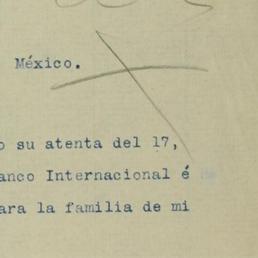 México.
o su atenta del 17,
anco Internacional é
ara la familia de mi